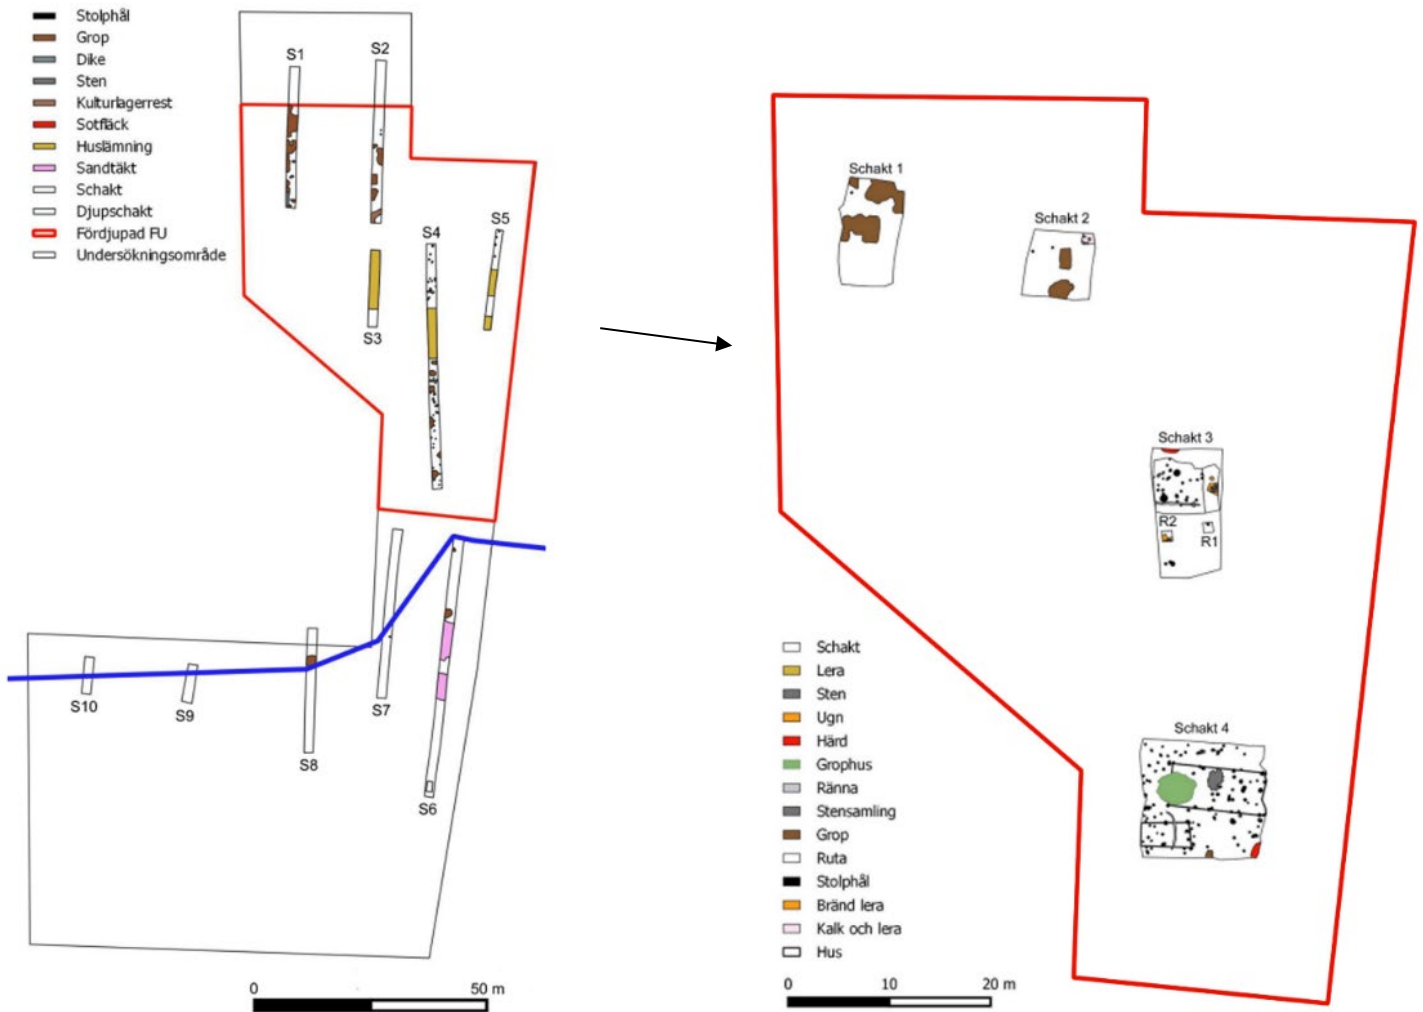 Stolphål
Grop
Dike
Sten
Kulturlagerrest
Sotfläck
Huslämning
Sandtäkt
Schakt
Djupschakt
Fördjupad FU
Undersökningsområde
S1
S2
S3
S4
S5
S10
S9
S8
S7
S6
0 50 m
Schakt 1
Schakt 2
Schakt 3
R2
R1
Schakt 4
Schakt
Lera
Sten
Ugn
Härd
Grophus
Ränna
Stensamling
Grop
Ruta
Stolphål
Bränd lera
Kalk och lera
Hus
0 10 20 m